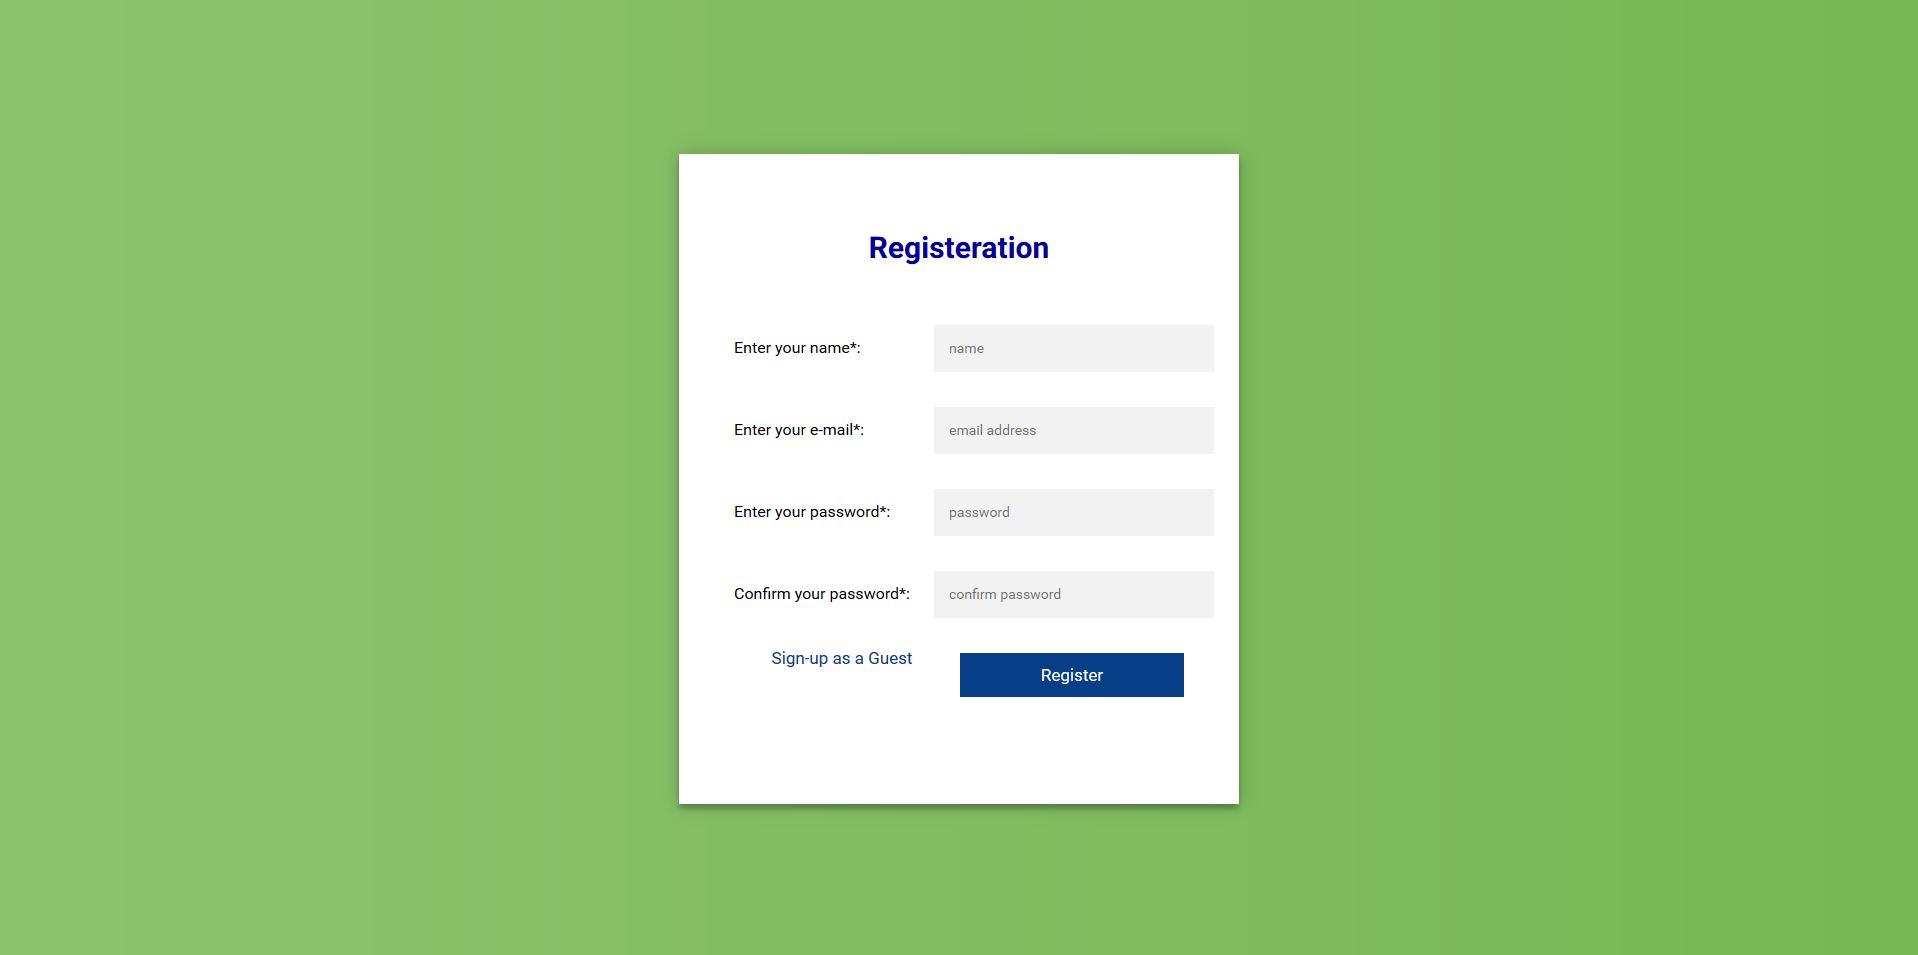 Registeration
Enter your name*: name
Enter your e-mail*: email address
Enter your password*: password
Confirm your password*: confirm password
Sign-up as a Guest Register